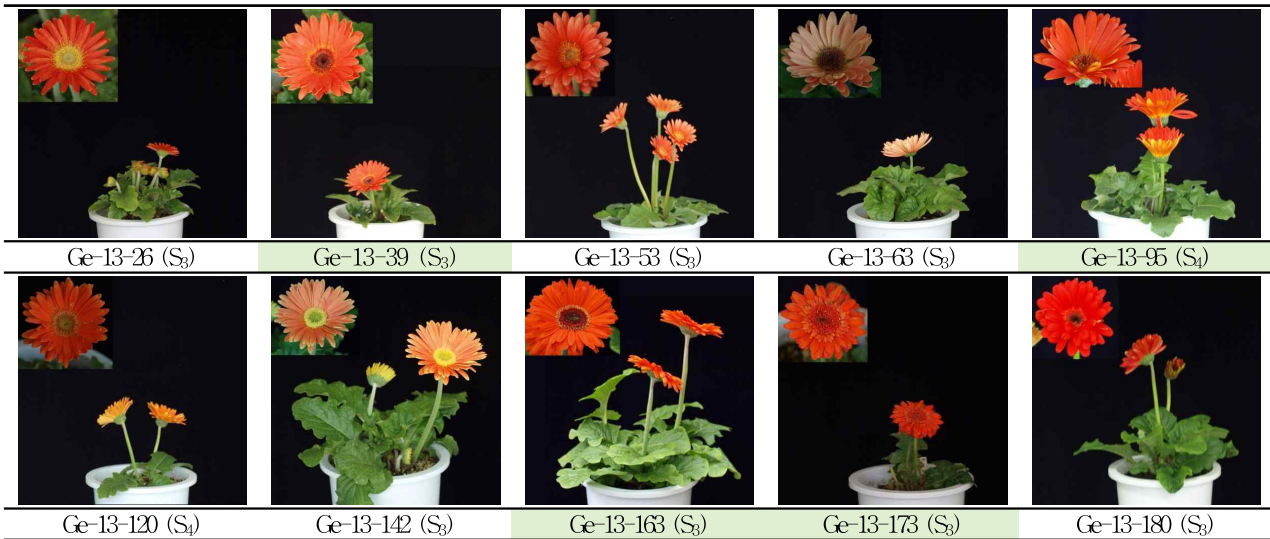 Ge-13-26 (S₃) Ge-13-39 (S₃) Ge-13-53 (S₃) Ge-13-63 (S₃) Ge-13-95 (S₄)
Ge-13-120 (S₄) Ge-13-142 (S₃) Ge-13-163 (S₃) Ge-13-173 (S₃) Ge-13-180 (S₃)